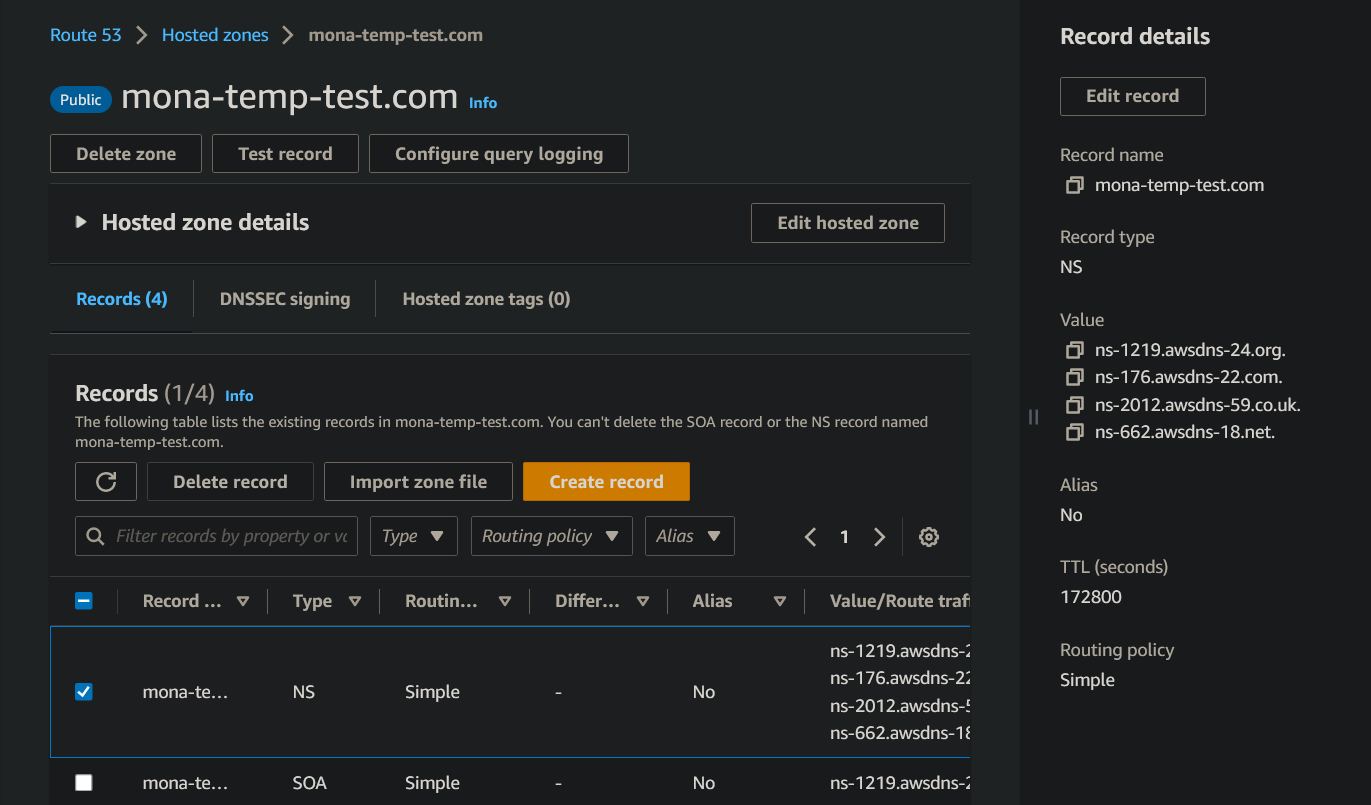 Route 53 > Hosted zones > mona-temp-test.com
Public mona-temp-test.com Info
Delete zone Test record Configure query logging
Hosted zone details Edit hosted zone
Records (4) DNSSEC signing Hosted zone tags (0)
Records (1/4) Info
The following table lists the existing records in mona-temp-test.com. You can't delete the SOA record or the NS record named
mona-temp-test.com.
Delete record Import zone file Create record
Filter records by property or va Type Routing policy Alias 1
Record ... Type Routin... Differ... Alias Value/Route traf
mona-te... NS Simple - No
ns-1219.awsdns-2
ns-176.awsdns-22
ns-2012.awsdns-5
ns-662.awsdns-18
mona-te... SOA Simple - No ns-1219.awsdns-2
Record details
Edit record
Record name
mona-temp-test.com
Record type
NS
Value
ns-1219.awsdns-24.org.
ns-176.awsdns-22.com.
ns-2012.awsdns-59.co.uk.
ns-662.awsdns-18.net.
Alias
No
TTL (seconds)
172800
Routing policy
Simple